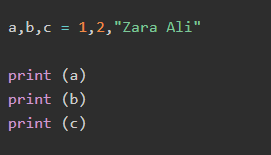 a,b,c = 1,2,"Zara Ali"
print (a)
print (b)
print (c)